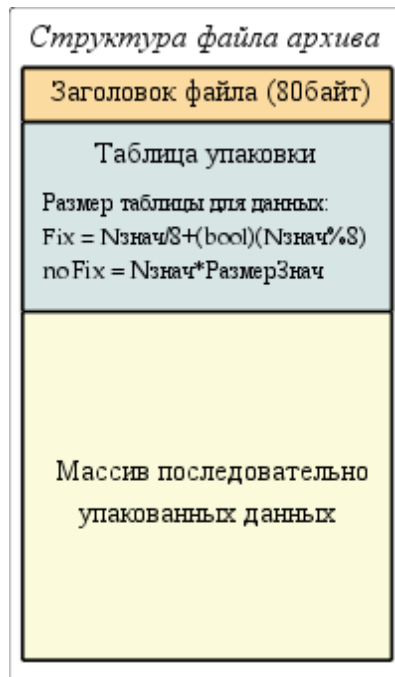 Структура файла архива
Заголовок файла (80байт)
Таблица упаковки
Размер таблицы для данных:
Fix = Nзнач/8+(bool)(Nзнач%8)
noFix = Nзнач*РазмерЗнач
Массив последовательно
упакованных данных